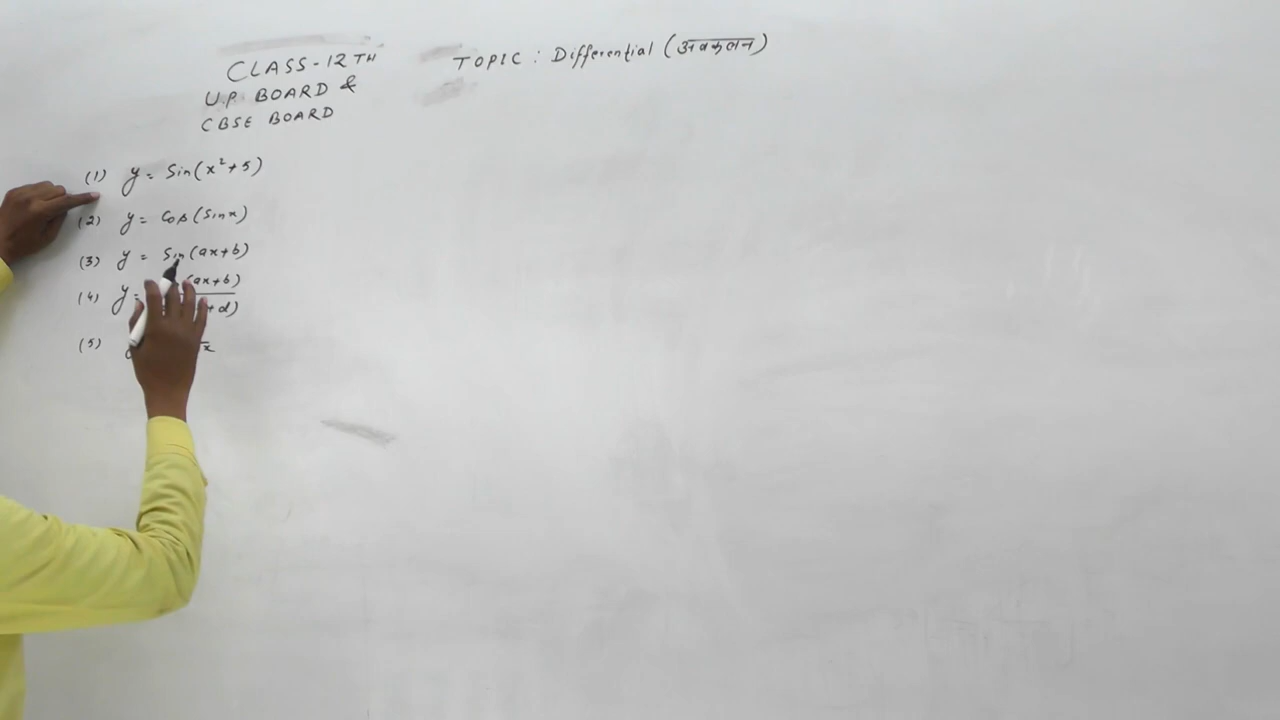 CLASS-12TH
U.P. BOARD &
CBSE BOARD
TOPIC : Differential (अवकलन)
(1) y = Sin(x²+5)
(2) y = Cos(Sinx)
(3) y = Sin(ax+b)
(4) y = (ax+b)
+d)
(5) x